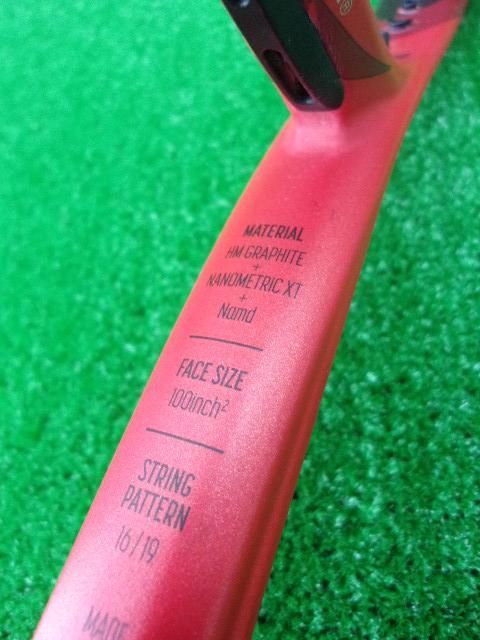 MATERIAL
HM GRAPHITE
+
NANOMETRIC XT
+
Namd
FACE SIZE
100inch²
STRING
PATTERN
16/19
MADE